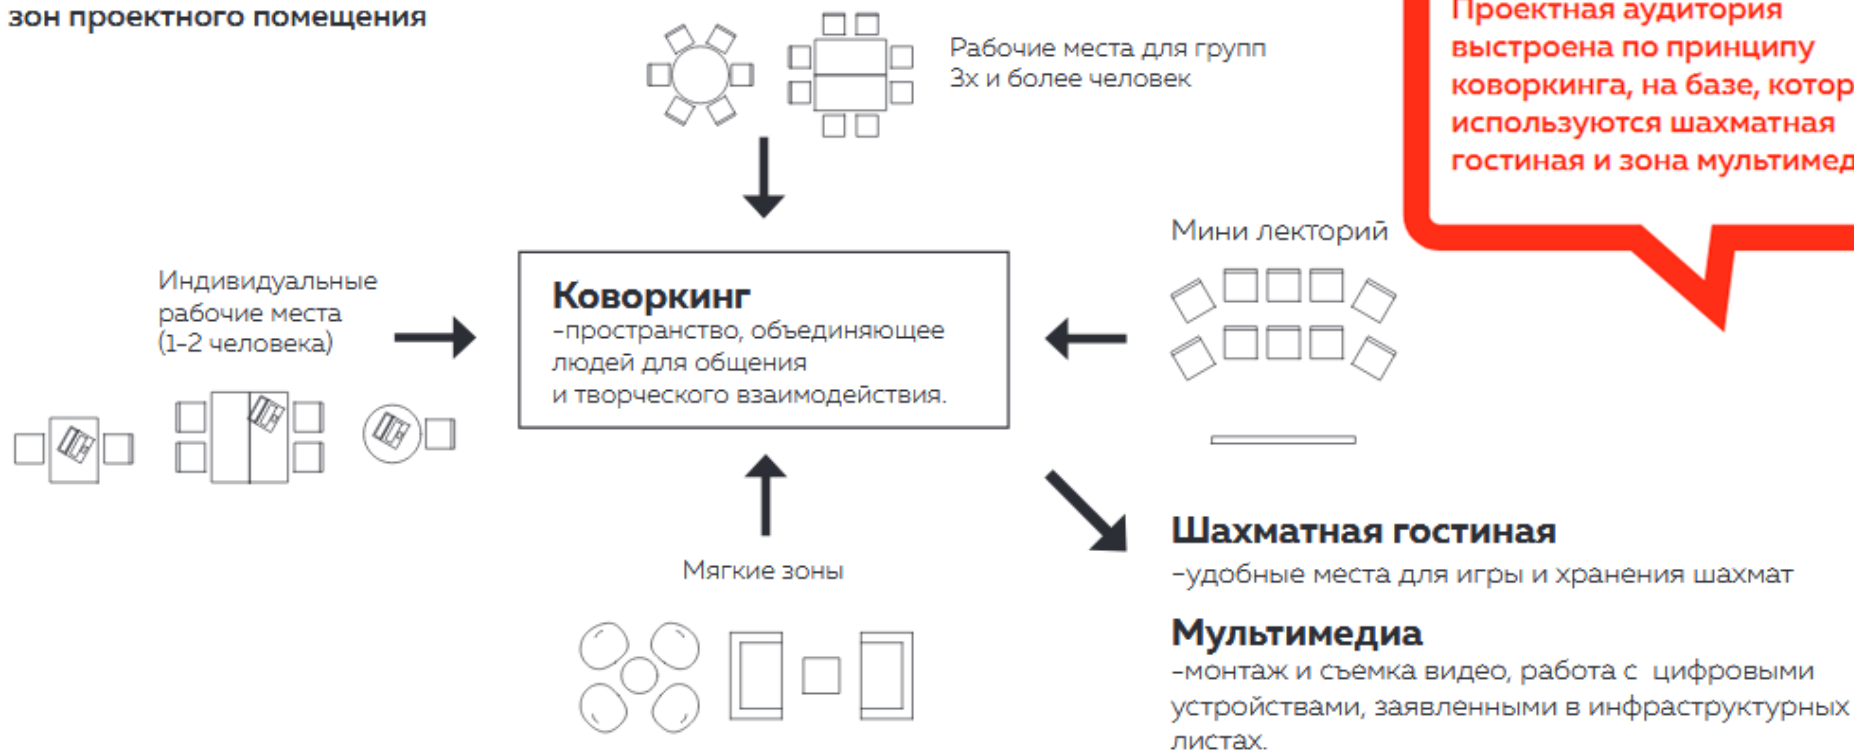 зон проектного помещения
Рабочие места для групп
3х и более человек
Проектная аудитория
выстроена по принципу
коворкинга, на базе,
используются шахматная
гостиная и зона
Мини лекторий
Индивидуальные
рабочие места
(1-2 человека)
Коворкинг
-пространство, объединяющее
людей для общения
и творческого взаимодействия.
Мягкие зоны
Шахматная гостиная
-удобные места для игры и хранения шахмат
Мультимедиа
-монтаж и съемка видео, работа с цифровыми
устройствами, заявленными в инфраструктурных
листах.